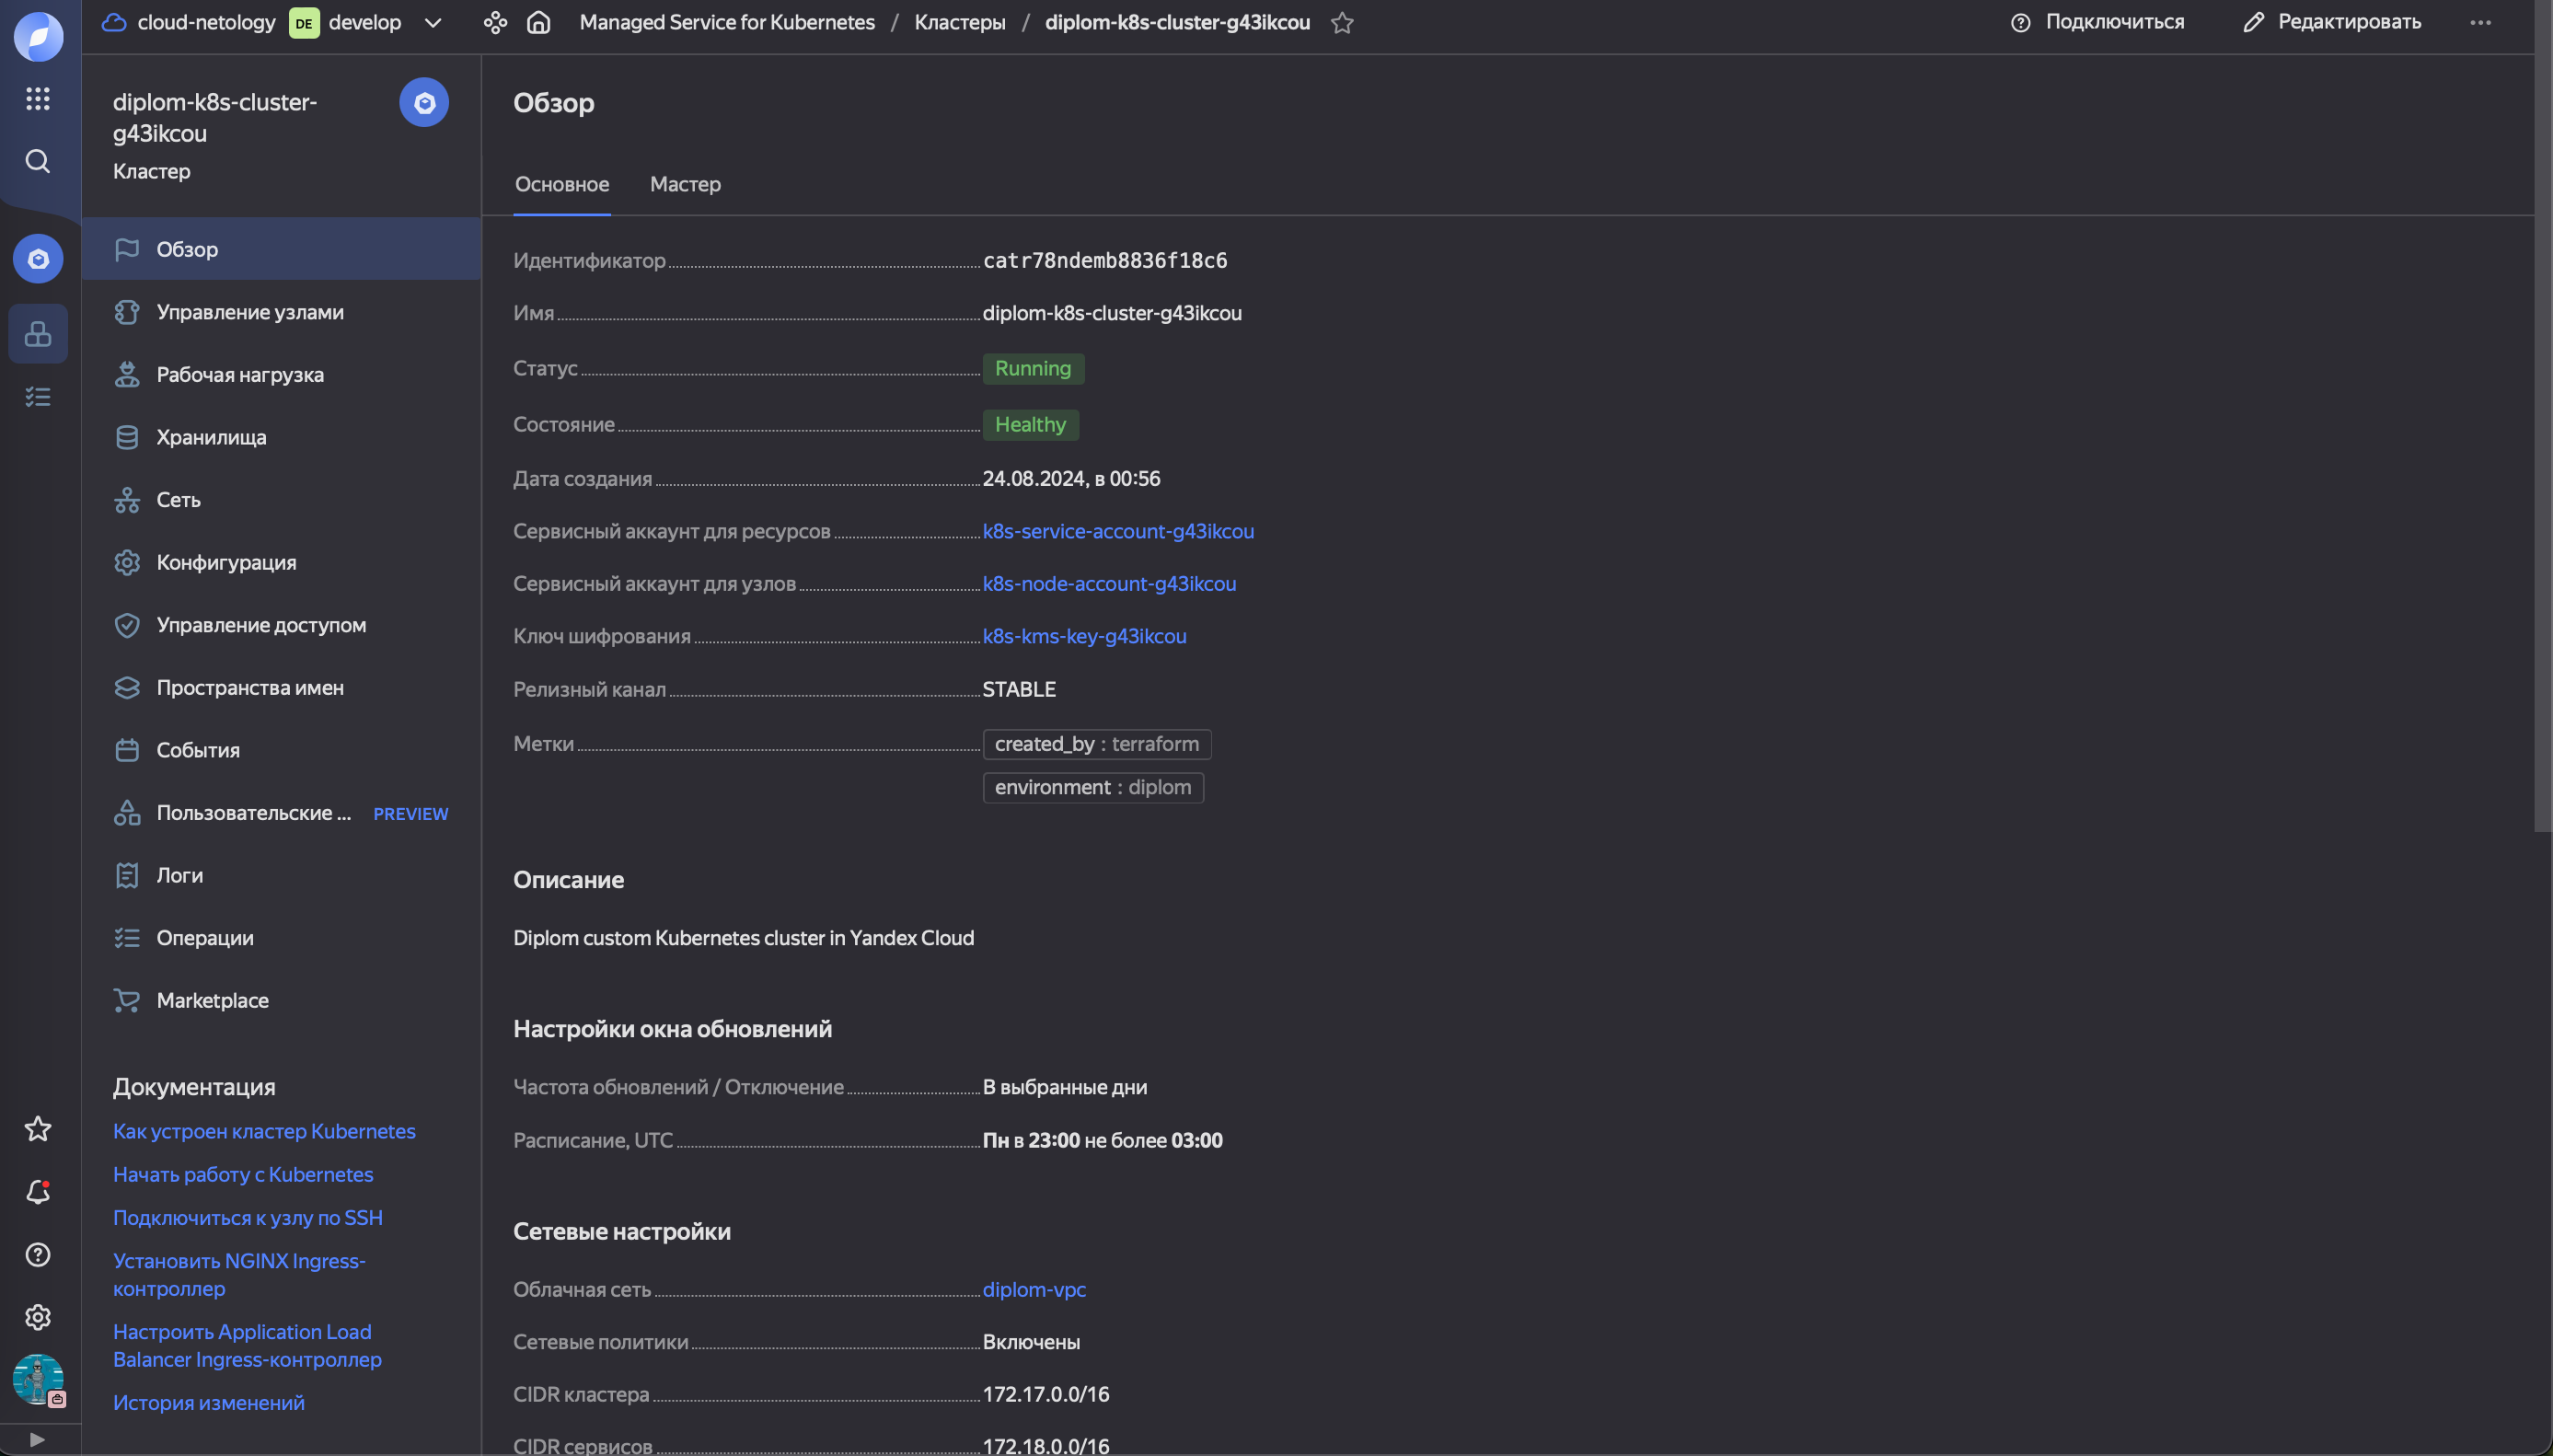 cloud-netology DE develop
Managed Service for Kubernetes / Кластеры / diplom-k8s-cluster-g43ikcou
Подключиться
Редактировать
diplom-k8s-cluster-
g43ikcou
Кластер
Обзор
Управление узлами
Рабочая нагрузка
Хранилища
Сеть
Конфигурация
Управление доступом
Пространства имен
События
Пользовательские ... PREVIEW
Логи
Операции
Marketplace
Документация
Как устроен кластер Kubernetes
Начать работу с Kubernetes
Подключиться к узлу по SSH
Установить NGINX Ingress-
контроллер
Настроить Application Load
Balancer Ingress-контроллер
История изменений
Обзор
Основное Мастер
Идентификатор catr78ndemb8836f18c6
Имя diplom-k8s-cluster-g43ikcou
Статус Running
Состояние Healthy
Дата создания 24.08.2024, в 00:56
Сервисный аккаунт для ресурсов k8s-service-account-g43ikcou
Сервисный аккаунт для узлов k8s-node-account-g43ikcou
Ключ шифрования k8s-kms-key-g43ikcou
Релизный канал STABLE
Метки created_by : terraform
environment : diplom
Описание
Diplom custom Kubernetes cluster in Yandex Cloud
Настройки окна обновлений
Частота обновлений / Отключение В выбранные дни
Расписание, UTC Пн в 23:00 не более 03:00
Сетевые настройки
Облачная сеть diplom-vpc
Сетевые политики Включены
CIDR кластера 172.17.0.0/16
CIDR сервисов 172.18.0.0/16